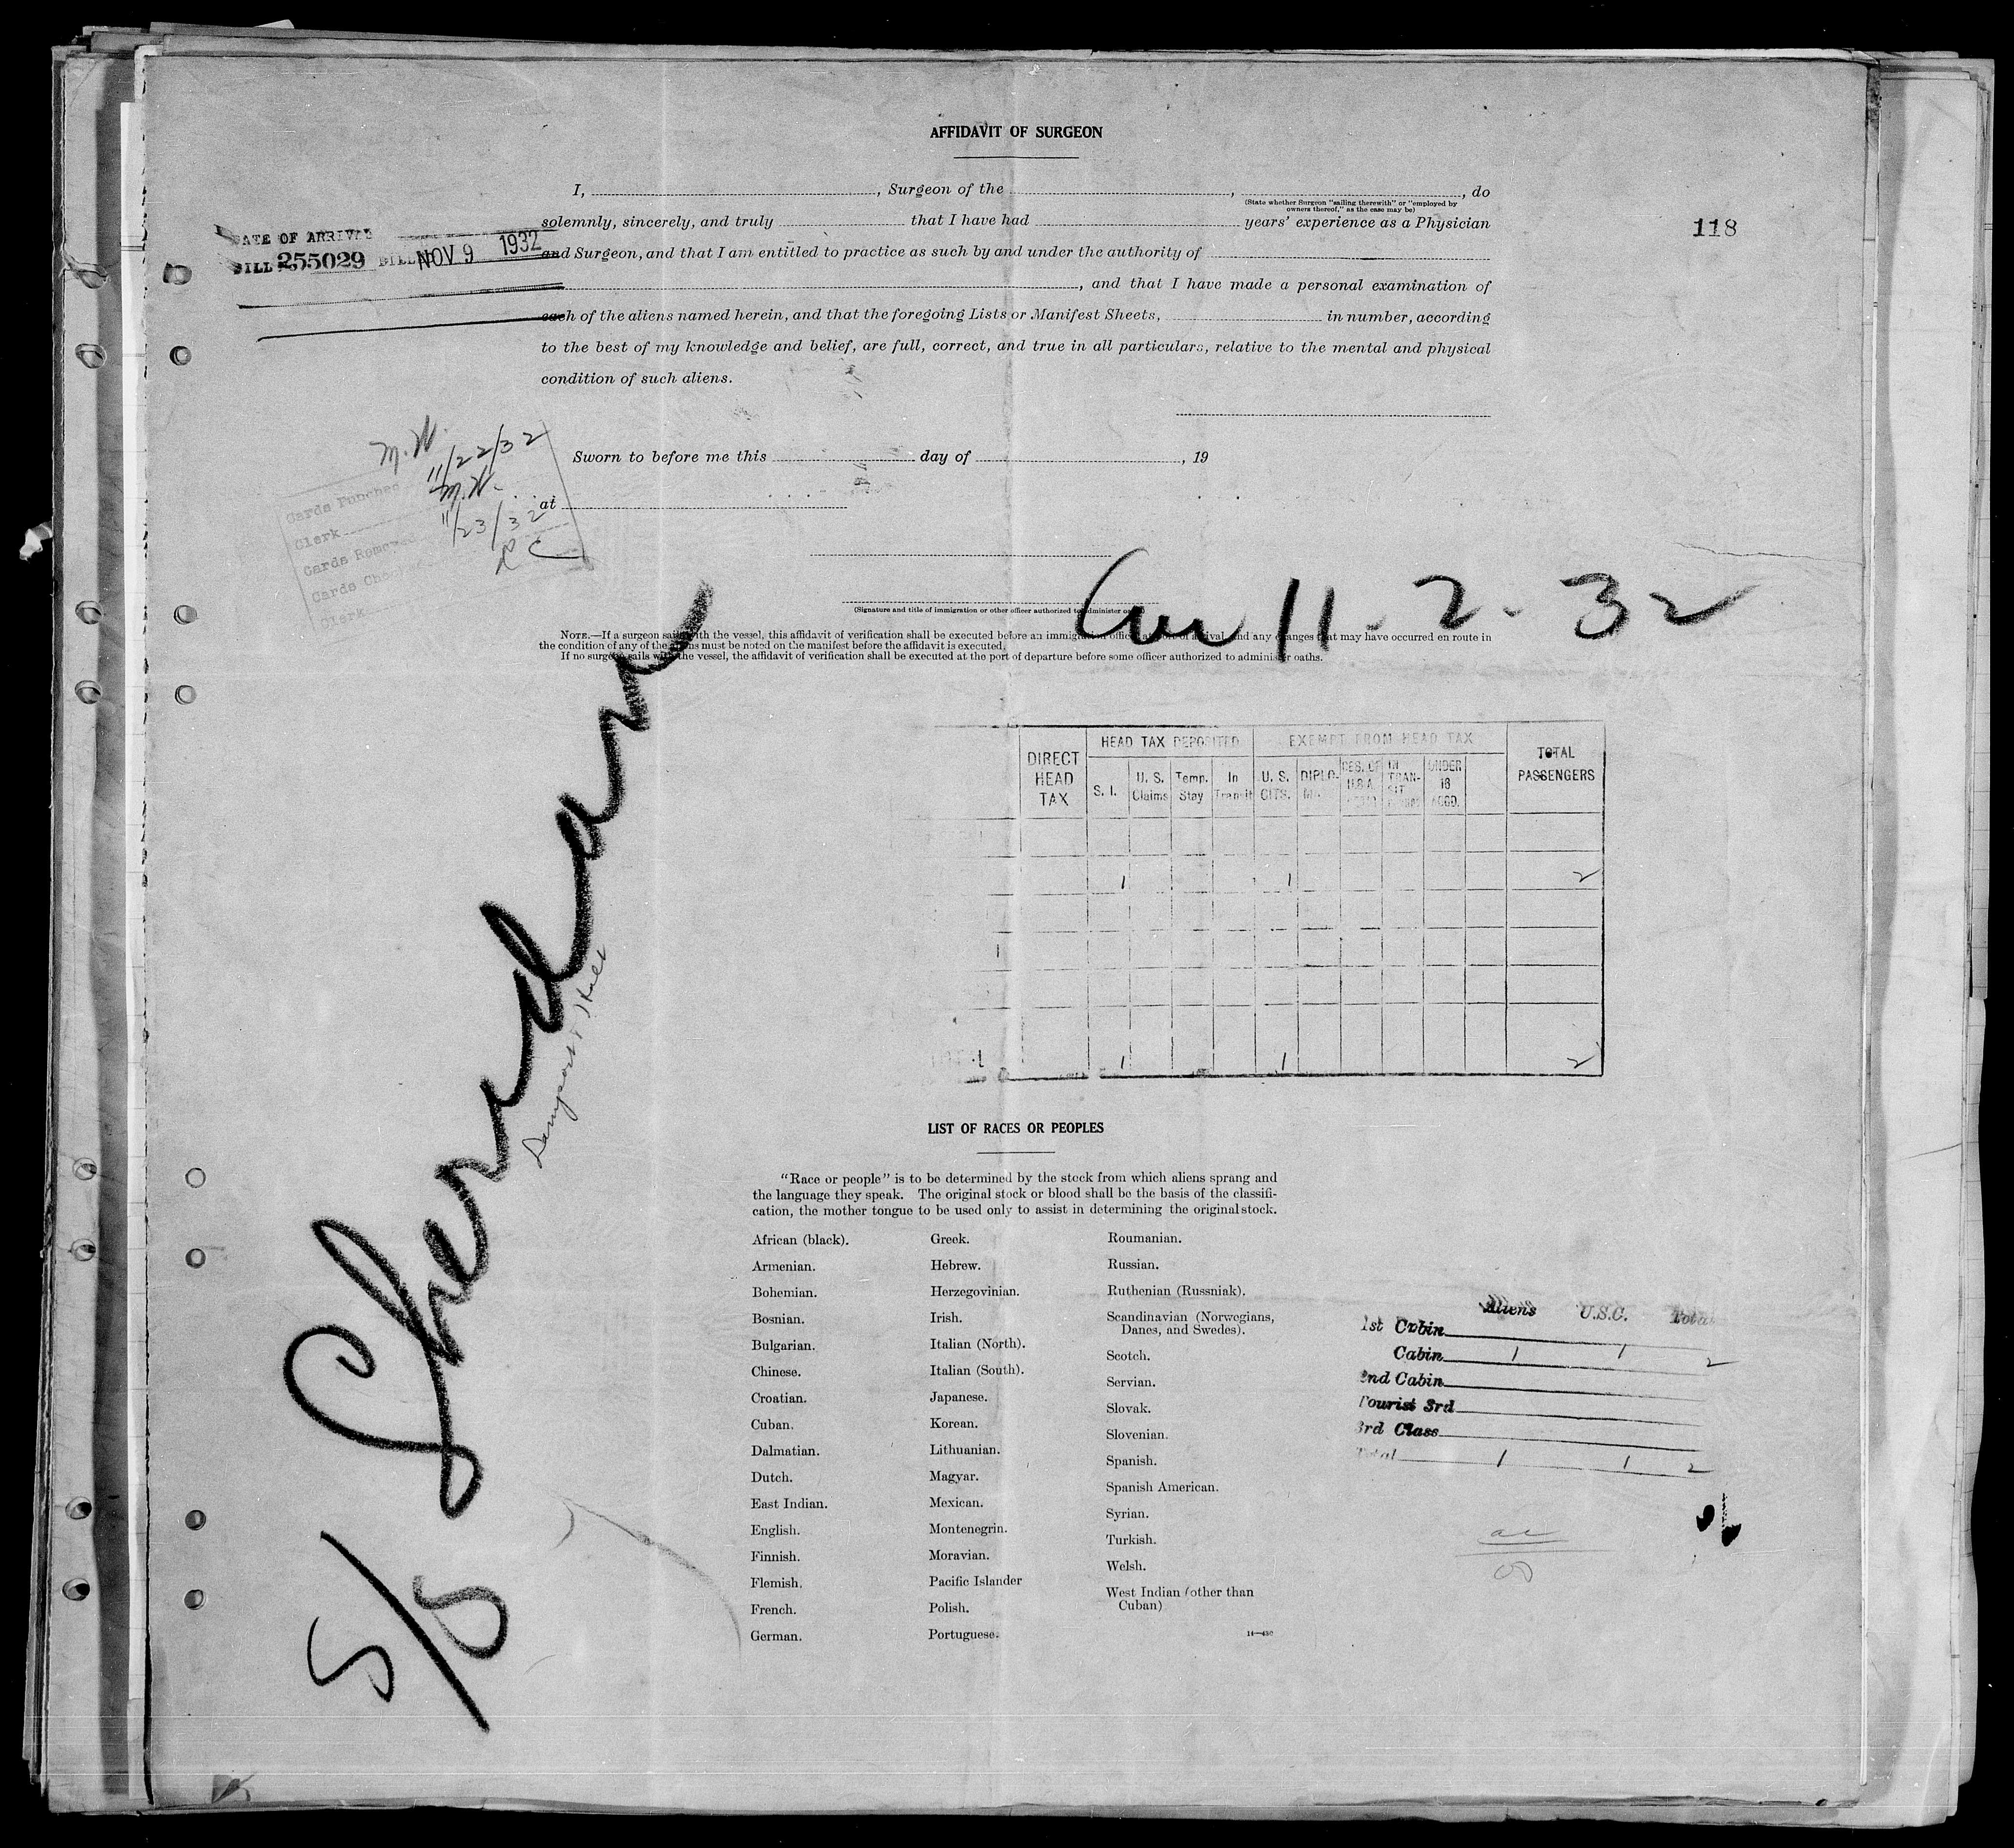 AFFIDAVIT OF SURGEON
I, , Surgeon of the , , do
(State whether Surgeon "sailing therewith" or "employed by
owners thereof," as the case may be)
solemnly, sincerely, and truly that I have had years' experience as a Physician
118
DATE OF ARRIVAL
BILL 255029 BILLED NOV 9 1932
and Surgeon, and that I am entitled to practice as such by and under the authority of
, and that I have made a personal examination of
each of the aliens named herein, and that the foregoing Lists or Manifest Sheets, in number, according
to the best of my knowledge and belief, are full, correct, and true in all particulars, relative to the mental and physical
condition of such aliens.
M.W.
11/22/32
Cards Punched M.W.
Clerk 11/23/32
Cards Removed
Cards Checked
Clerk
Sworn to before me this day of , 19
at
Arr 11-2-32
(Signature and title of immigration or other officer authorized to administer oaths)
NOTE.—If a surgeon sails with the vessel, this affidavit of verification shall be executed before an immigration officer at port of arrival and any changes that may have occurred en route in
the condition of any of the aliens must be noted on the manifest before the affidavit is executed.
If no surgeon sails with the vessel, the affidavit of verification shall be executed at the port of departure before some officer authorized to administer oaths.
DIRECT HEAD TAX
HEAD TAX DEPOSITED
EXEMPT FROM HEAD TAX
TOTAL PASSENGERS
S. I. U. S. Claims Temp. Stay In Transit U. S. CITS. DIPLO- UNDER 16 ACCD.
1 1 2
1
1 1 2
S/S
LIST OF RACES OR PEOPLES
"Race or people" is to be determined by the stock from which aliens sprang and
the language they speak. The original stock or blood shall be the basis of the classifi-
cation, the mother tongue to be used only to assist in determining the original stock.
African (black).
Armenian.
Bohemian.
Bosnian.
Bulgarian.
Chinese.
Croatian.
Cuban.
Dalmatian.
Dutch.
East Indian.
English.
Finnish.
Flemish.
French.
German.
Greek.
Hebrew.
Herzegovinian.
Irish.
Italian (North).
Italian (South).
Japanese.
Korean.
Lithuanian.
Magyar.
Mexican.
Montenegrin.
Moravian.
Pacific Islander
Polish.
Portuguese.
Roumanian.
Russian.
Ruthenian (Russniak).
Scandinavian (Norwegians,
Danes, and Swedes).
Scotch.
Servian.
Slovak.
Slovenian.
Spanish.
Spanish American.
Syrian.
Turkish.
Welsh.
West Indian (other than
Cuban)
Aliens U.S.C. Total
1st Cabin
Cabin 1 1 2
2nd Cabin
Tourist 3rd
3rd Class
Total 1 1 2